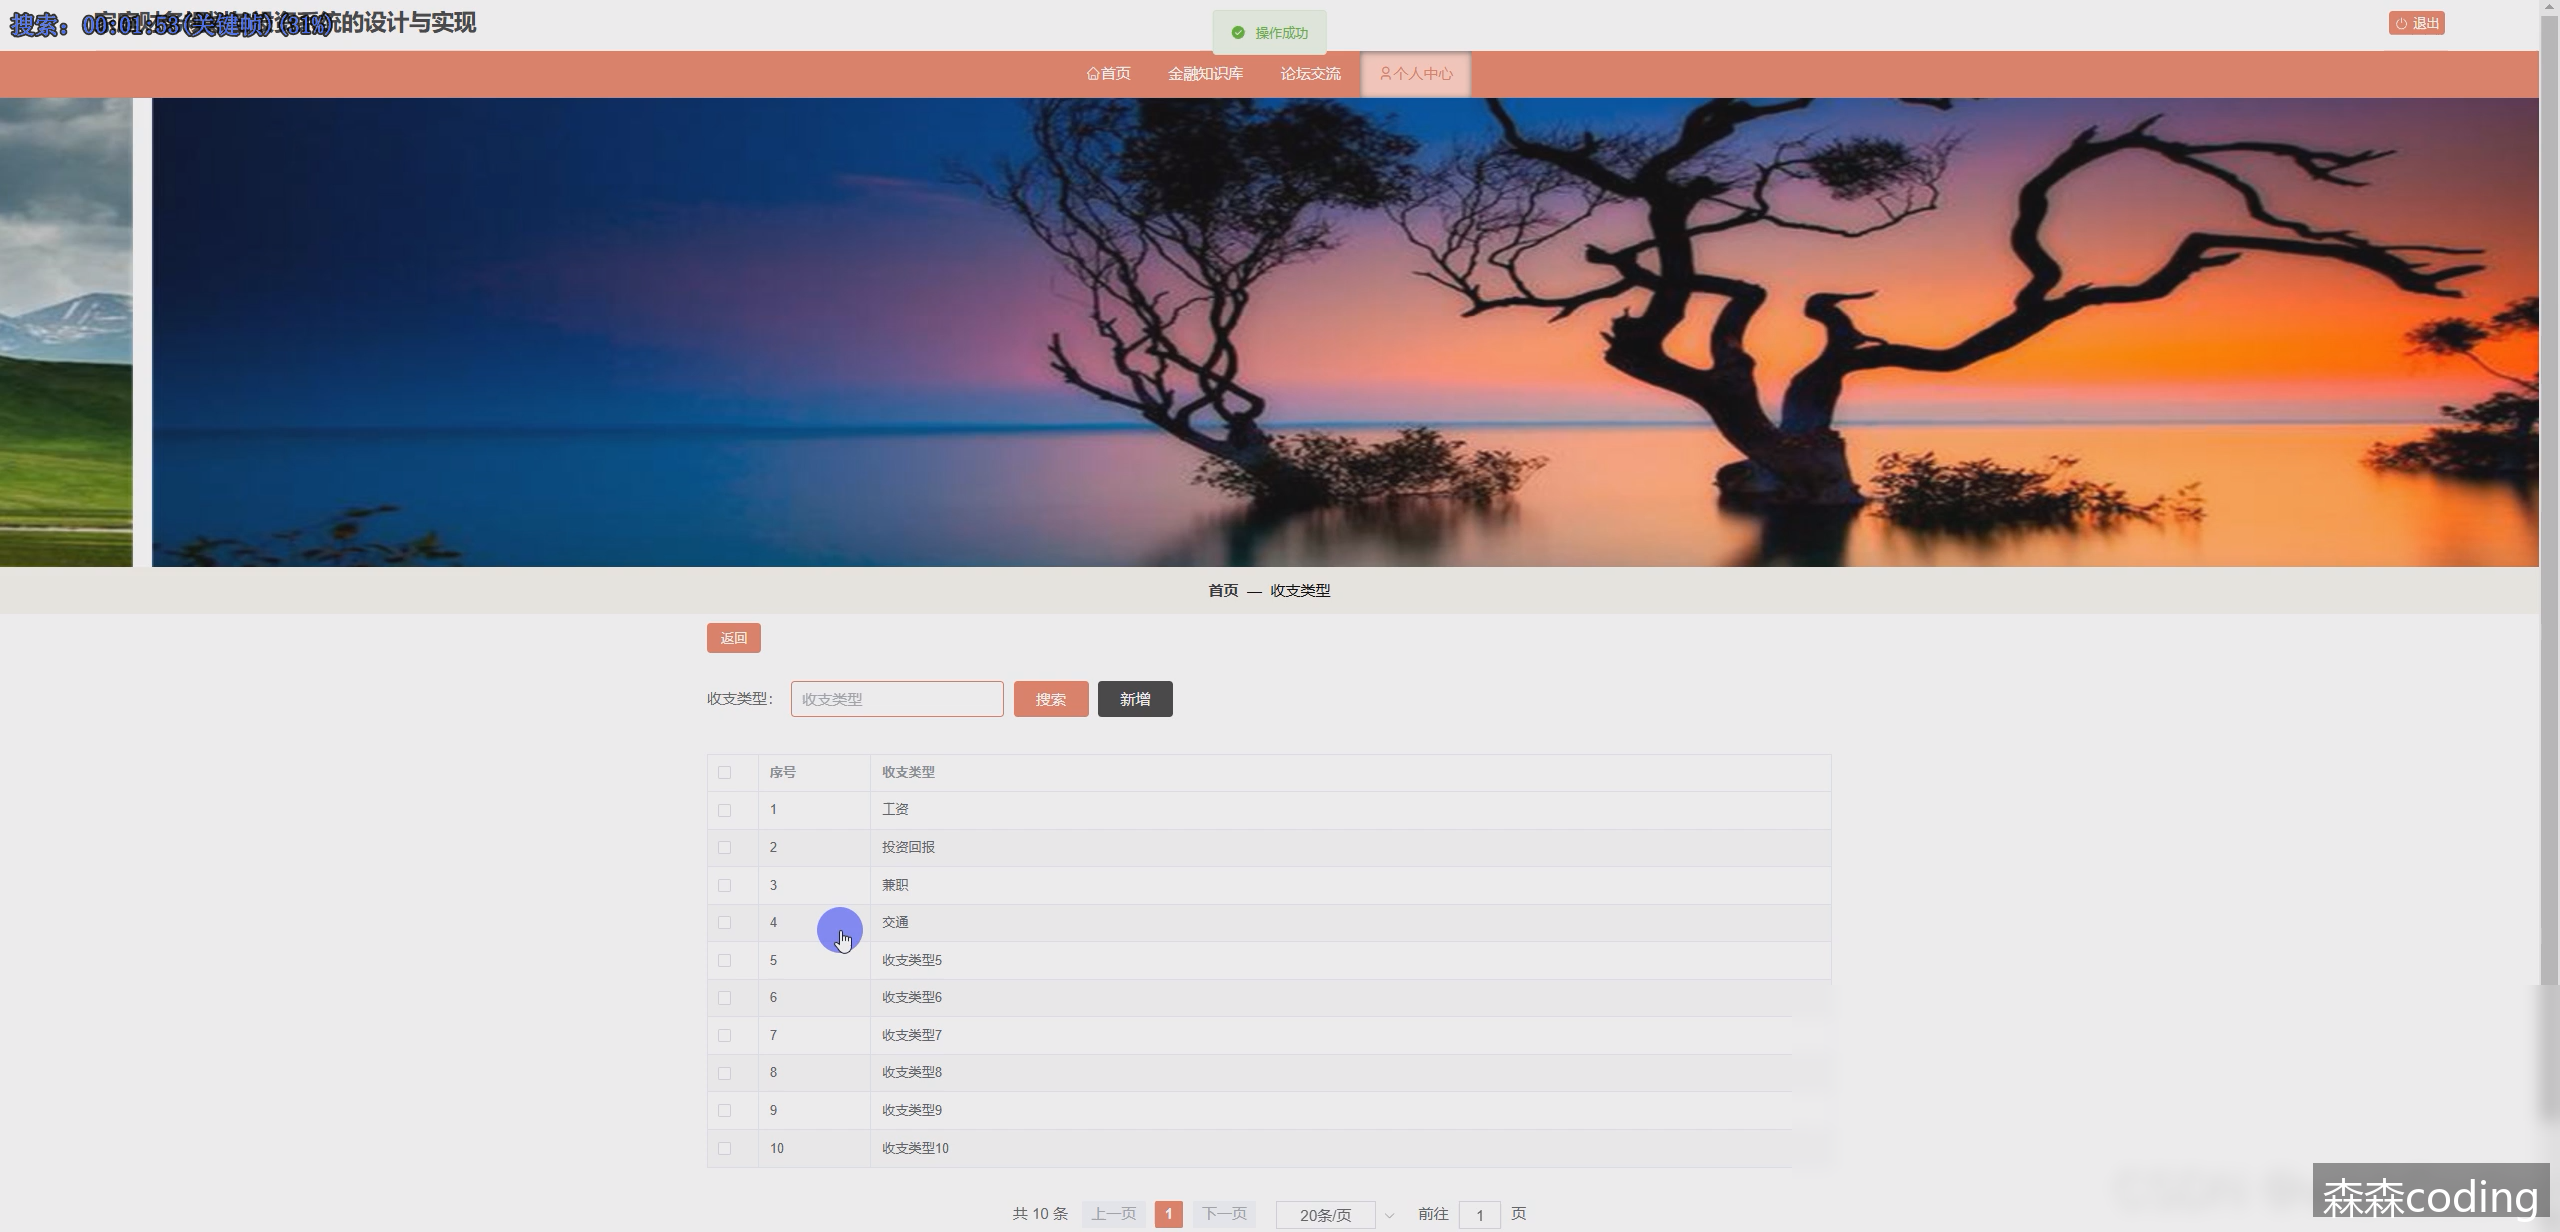 搜索: 00:01:53(关键帧)(31%)
系统的设计与实现
操作成功
退出
首页 金融知识库 论坛交流 个人中心
首页 — 收支类型
返回
收支类型: 收支类型 搜索 新增
序号 收支类型
1 工资
2 投资回报
3 兼职
4 交通
5 收支类型5
6 收支类型6
7 收支类型7
8 收支类型8
9 收支类型9
10 收支类型10
共 10 条 上一页 1 下一页 20条/页 前往 1 页
森森coding